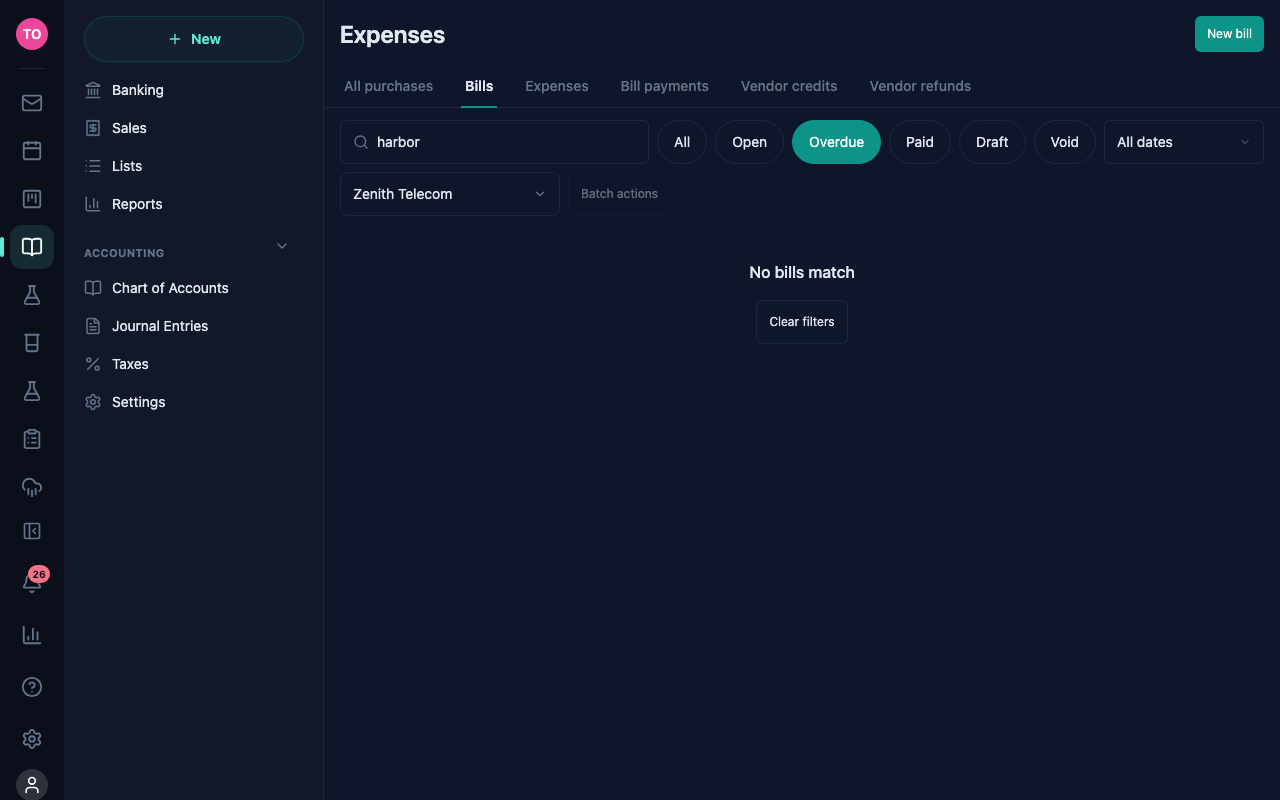 TO
New
Banking
Sales
Lists
Reports
ACCOUNTING
Chart of Accounts
Journal Entries
Taxes
Settings
26
Expenses
New bill
All purchases
Bills
Expenses
Bill payments
Vendor credits
Vendor refunds
harbor
All
Open
Overdue
Paid
Draft
Void
All dates
Zenith Telecom
Batch actions
No bills match
Clear filters